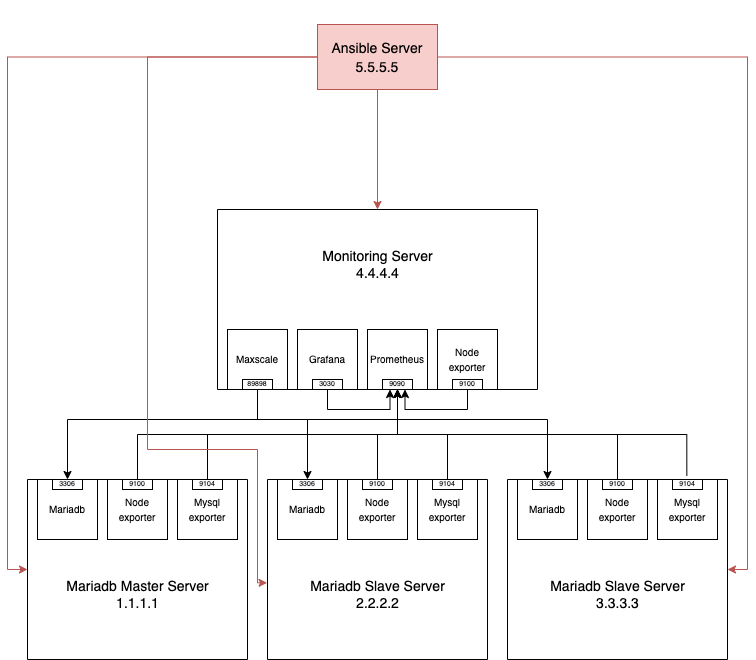 Ansible Server
5.5.5.5
Monitoring Server
4.4.4.4
Maxscale
Grafana
Prometheus
Node
exporter
89898
3030
9090
9100
3306
9100
9104
3306
9100
9104
3306
9100
9104
Mariadb
Node
exporter
Mysql
exporter
Mariadb
Node
exporter
Mysql
exporter
Mariadb
Node
exporter
Mysql
exporter
Mariadb Master Server
1.1.1.1
Mariadb Slave Server
2.2.2.2
Mariadb Slave Server
3.3.3.3